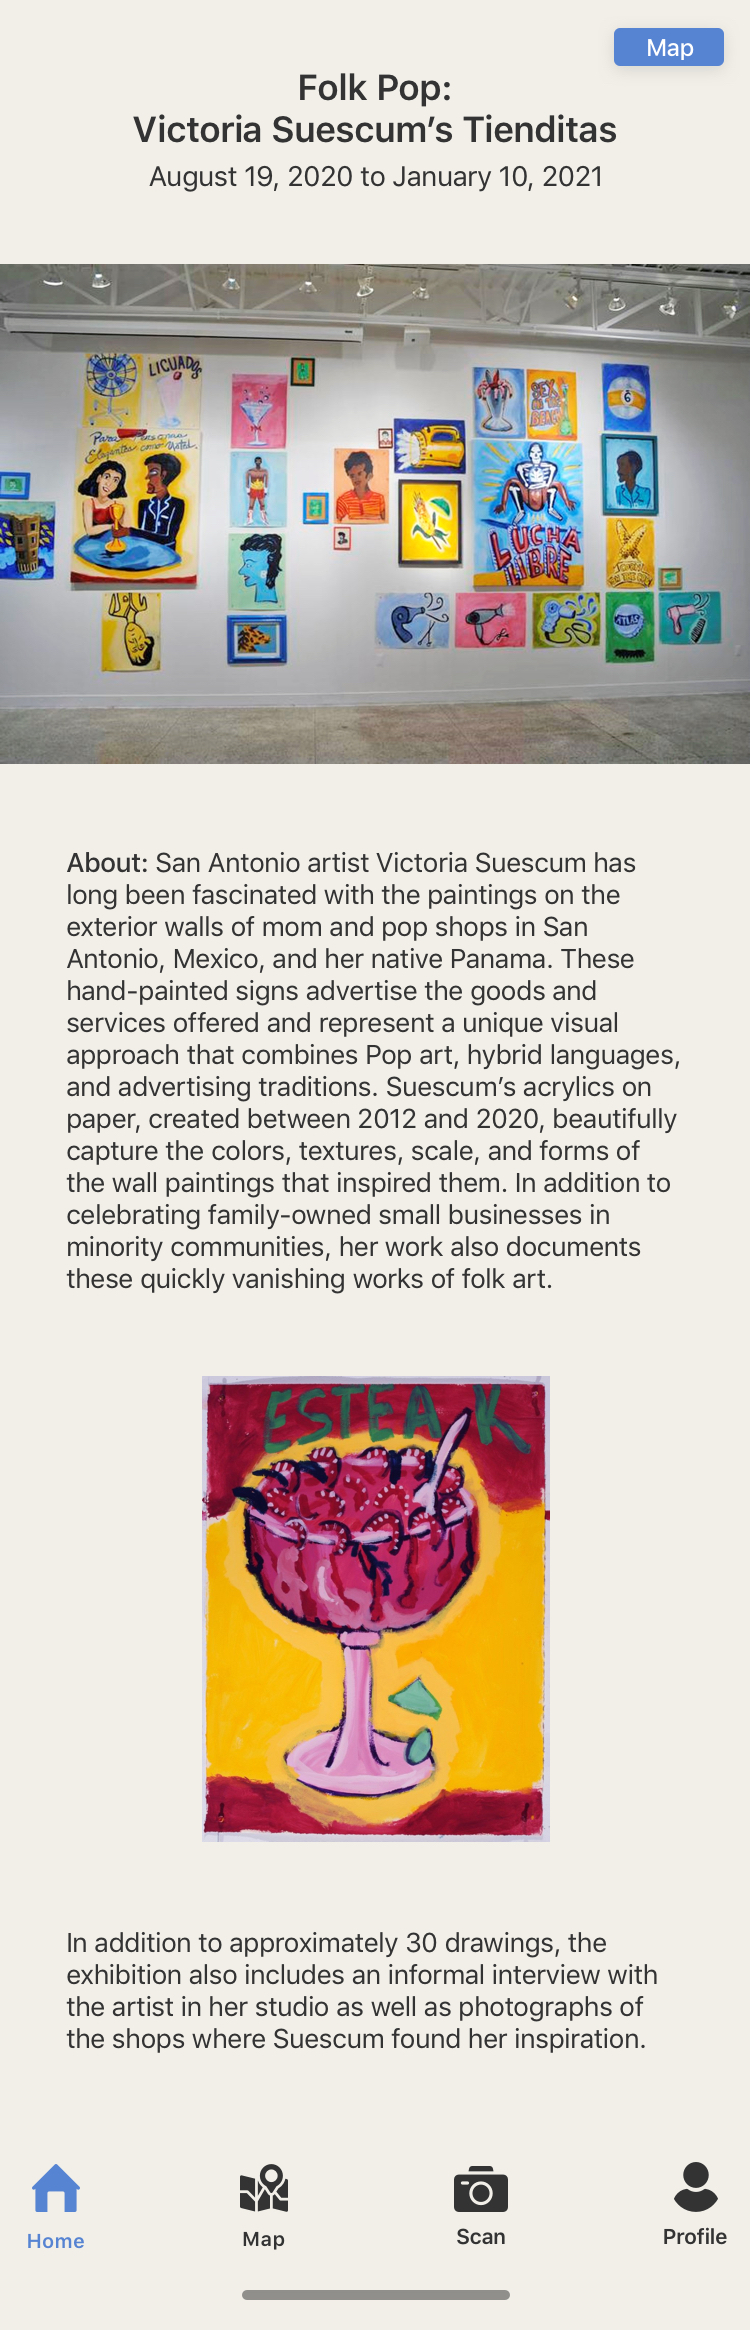 Map
Folk Pop:
Victoria Suescum’s Tienditas
August 19, 2020 to January 10, 2021
LICUADOS
Para Personas
Elegantes como Usted.
SEX
ON THE
BEACH
6
LUCHA
LIBRE
ATLAS
About: San Antonio artist Victoria Suescum has
long been fascinated with the paintings on the
exterior walls of mom and pop shops in San
Antonio, Mexico, and her native Panama. These
hand-painted signs advertise the goods and
services offered and represent a unique visual
approach that combines Pop art, hybrid languages,
and advertising traditions. Suescum’s acrylics on
paper, created between 2012 and 2020, beautifully
capture the colors, textures, scale, and forms of
the wall paintings that inspired them. In addition to
celebrating family-owned small businesses in
minority communities, her work also documents
these quickly vanishing works of folk art.
ESTEA K
In addition to approximately 30 drawings, the
exhibition also includes an informal interview with
the artist in her studio as well as photographs of
the shops where Suescum found her inspiration.
Home
Map
Scan
Profile